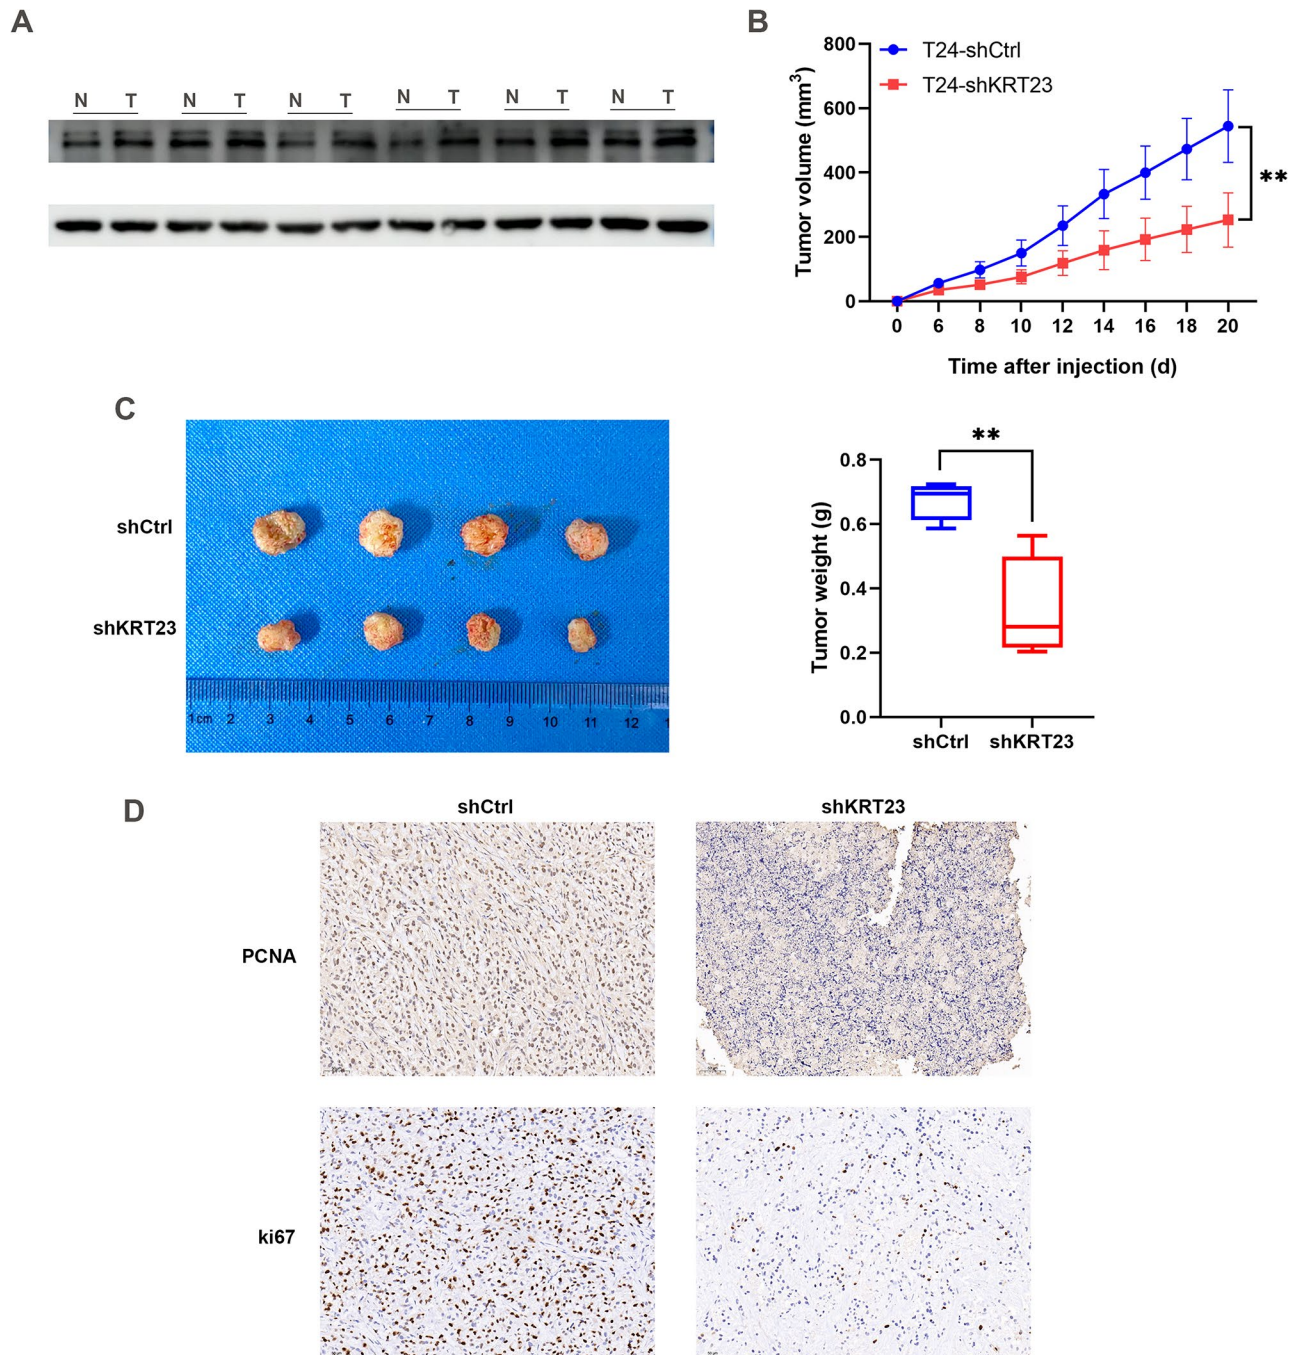 A
N T N T N T N T N T N T
B
800
600
400
200
0
Tumor volume (mm3)
T24-shCtrl
T24-shKRT23
**
0 6 8 10 12 14 16 18 20
Time after injection (d)
C
shCtrl
shKRT23
1cm 2 3 4 5 6 7 8 9 10 11 12
**
0.8
0.6
0.4
0.2
0.0
Tumor weight (g)
shCtrl shKRT23
D
shCtrl shKRT23
PCNA
ki67